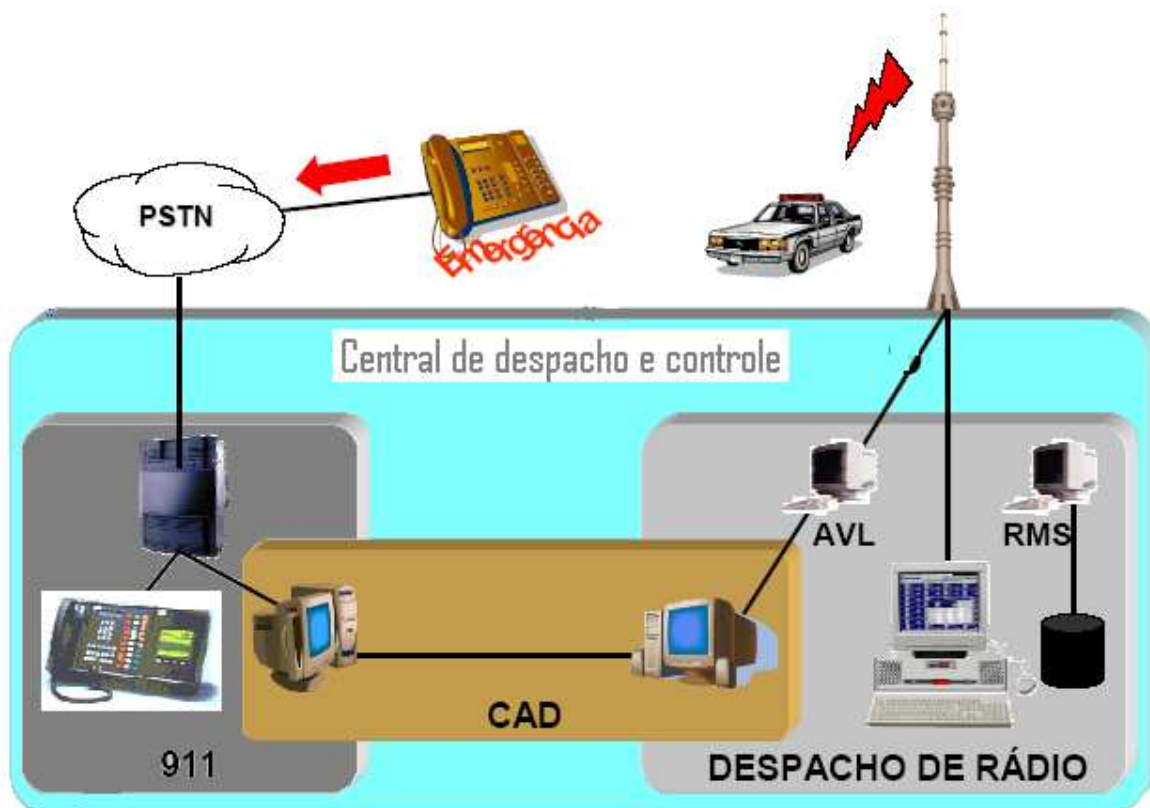 PSTN
Emergência
Central de despacho e controle
AVL
RMS
CAD
911
DESPACHO DE RÁDIO